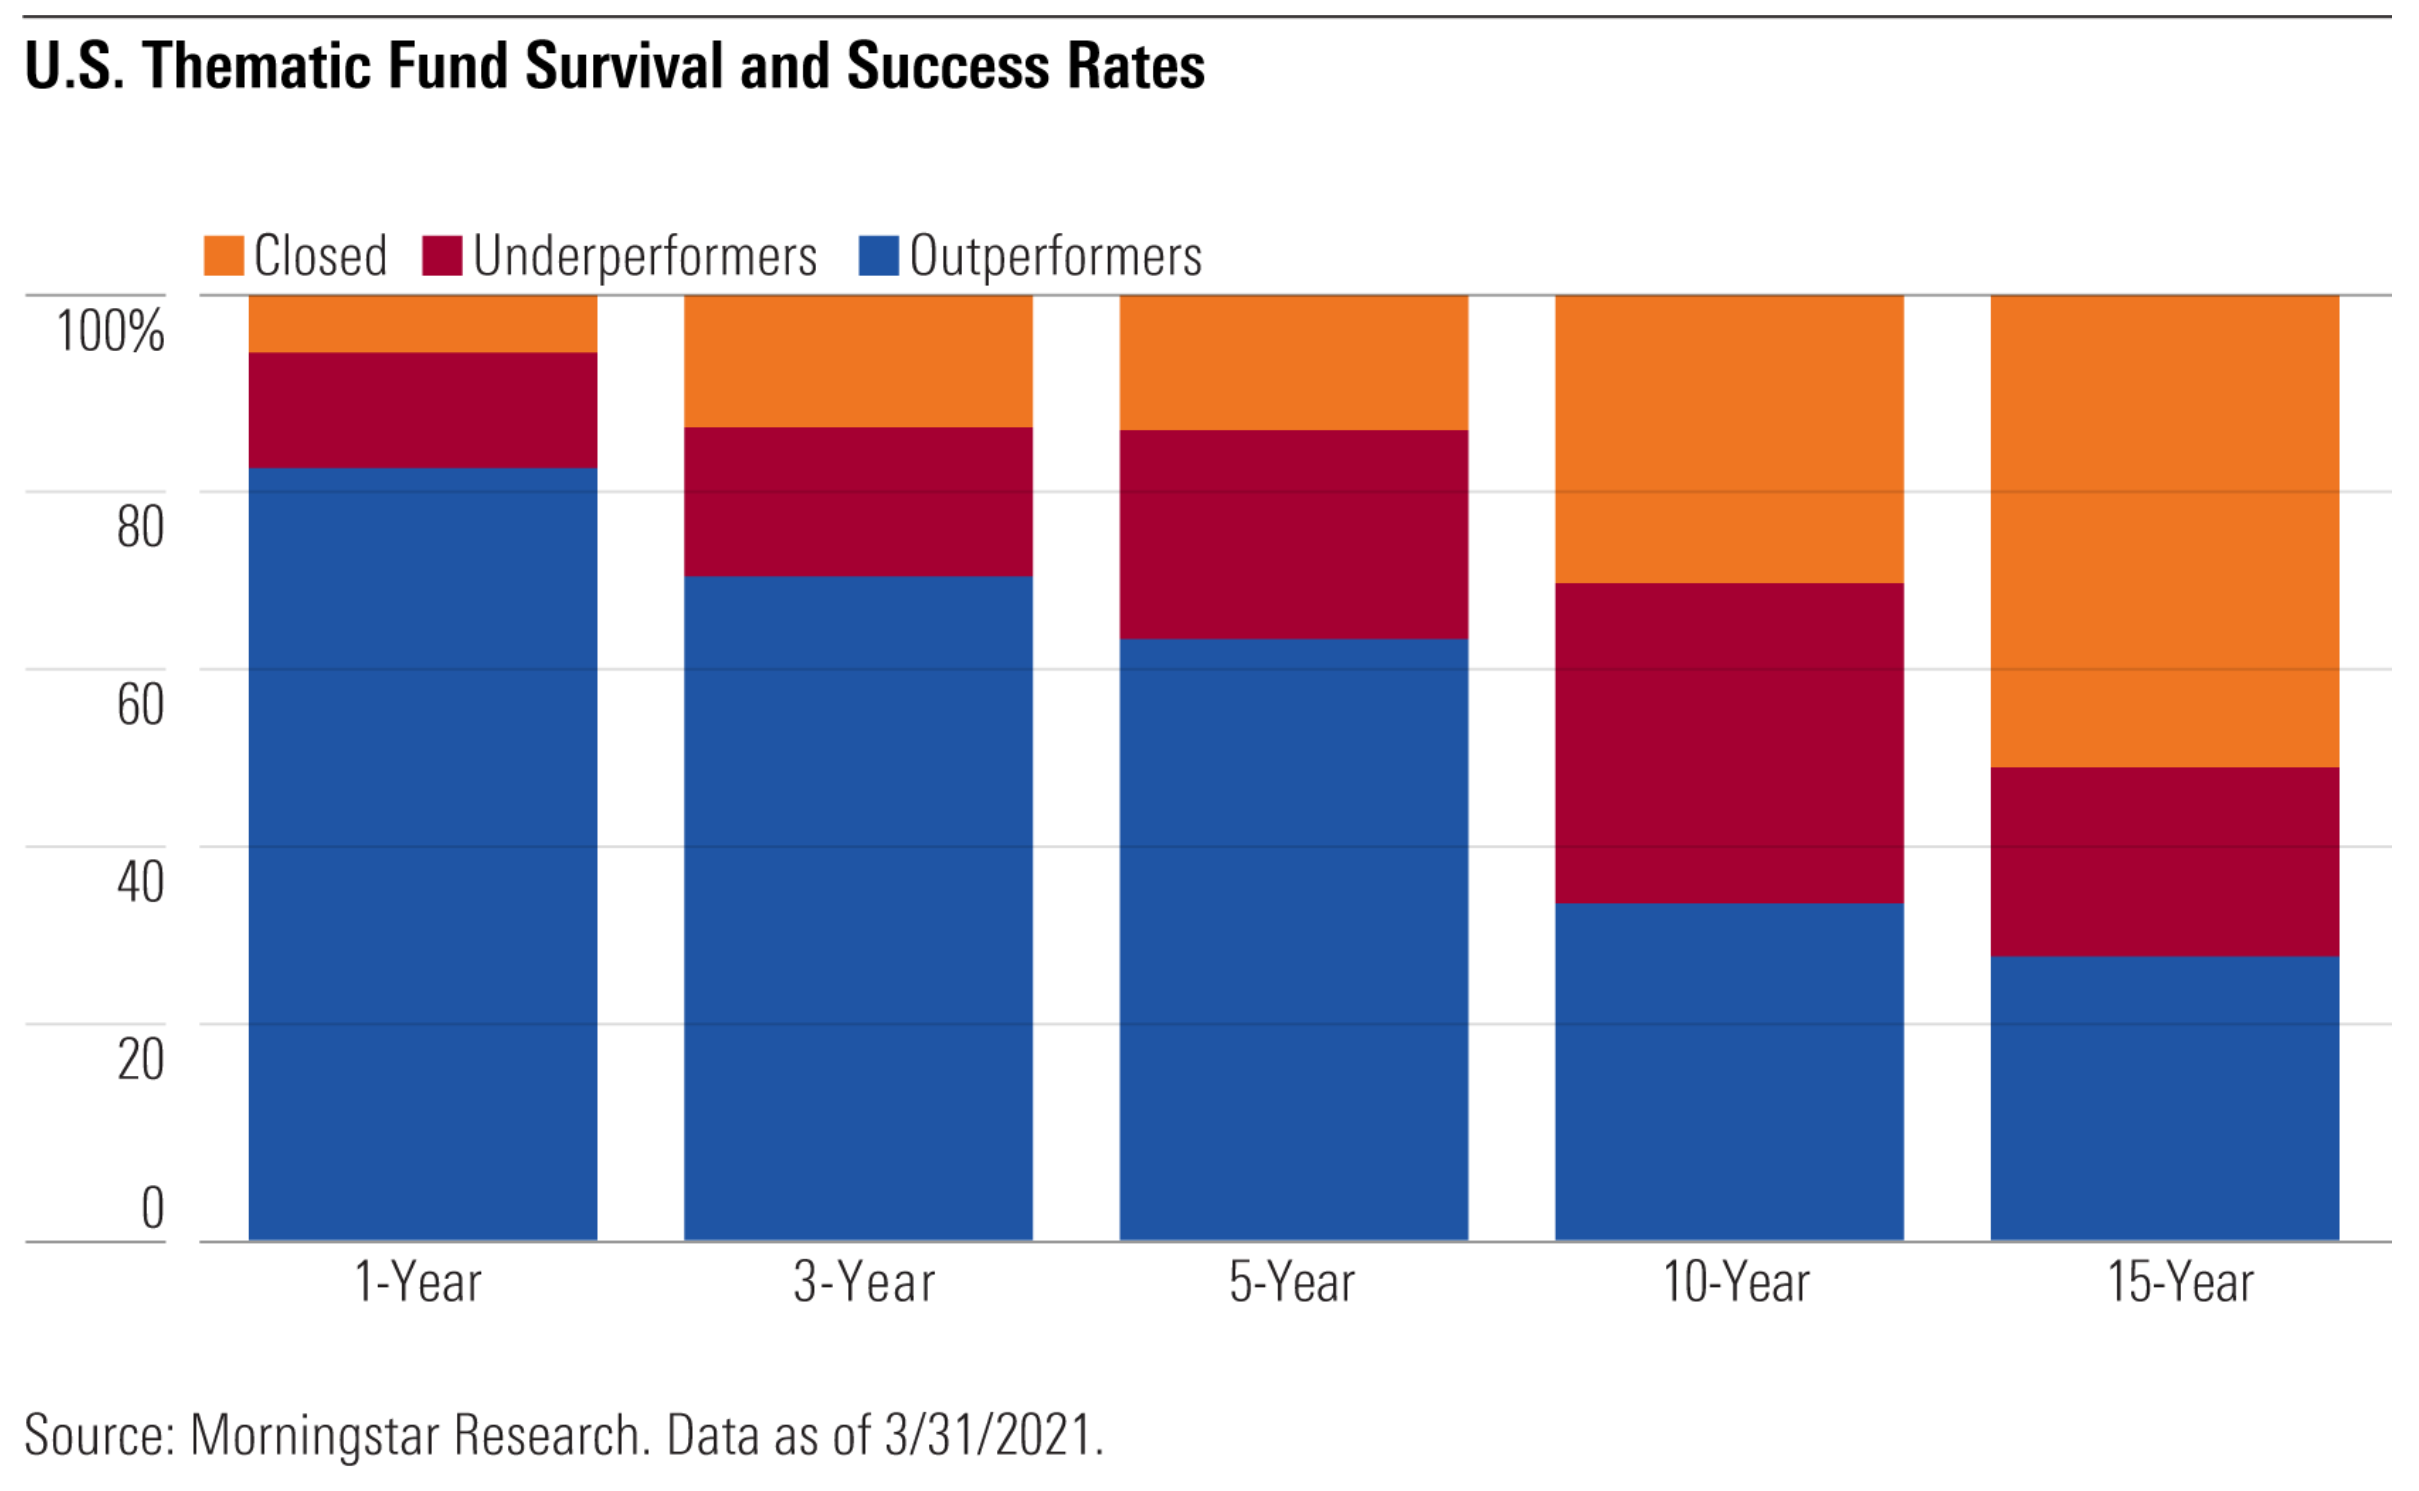 U.S. Thematic Fund Survival and Success Rates
Closed Underperformers Outperformers
100%
80
60
40
20
0
1-Year 3-Year 5-Year 10-Year 15-Year
Source: Morningstar Research. Data as of 3/31/2021.